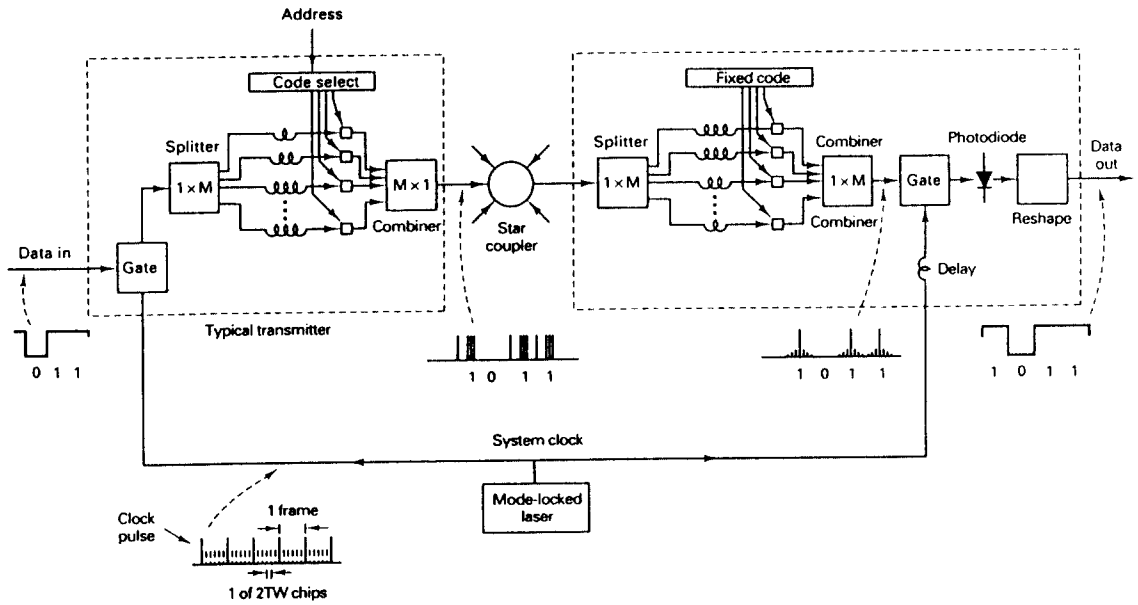 Address
Code select
Fixed code
Splitter
Splitter
Combiner
Photodiode
Data
out
1 × M
M × 1
1 × M
1 × M
Gate
Combiner
Star
coupler
Combiner
Reshape
Data in
Gate
Delay
Typical transmitter
0 1 1
1 0 1 1
1 0 1 1
1 0 1 1
System clock
Mode-locked
laser
1 frame
Clock
pulse
1 of 2TW chips